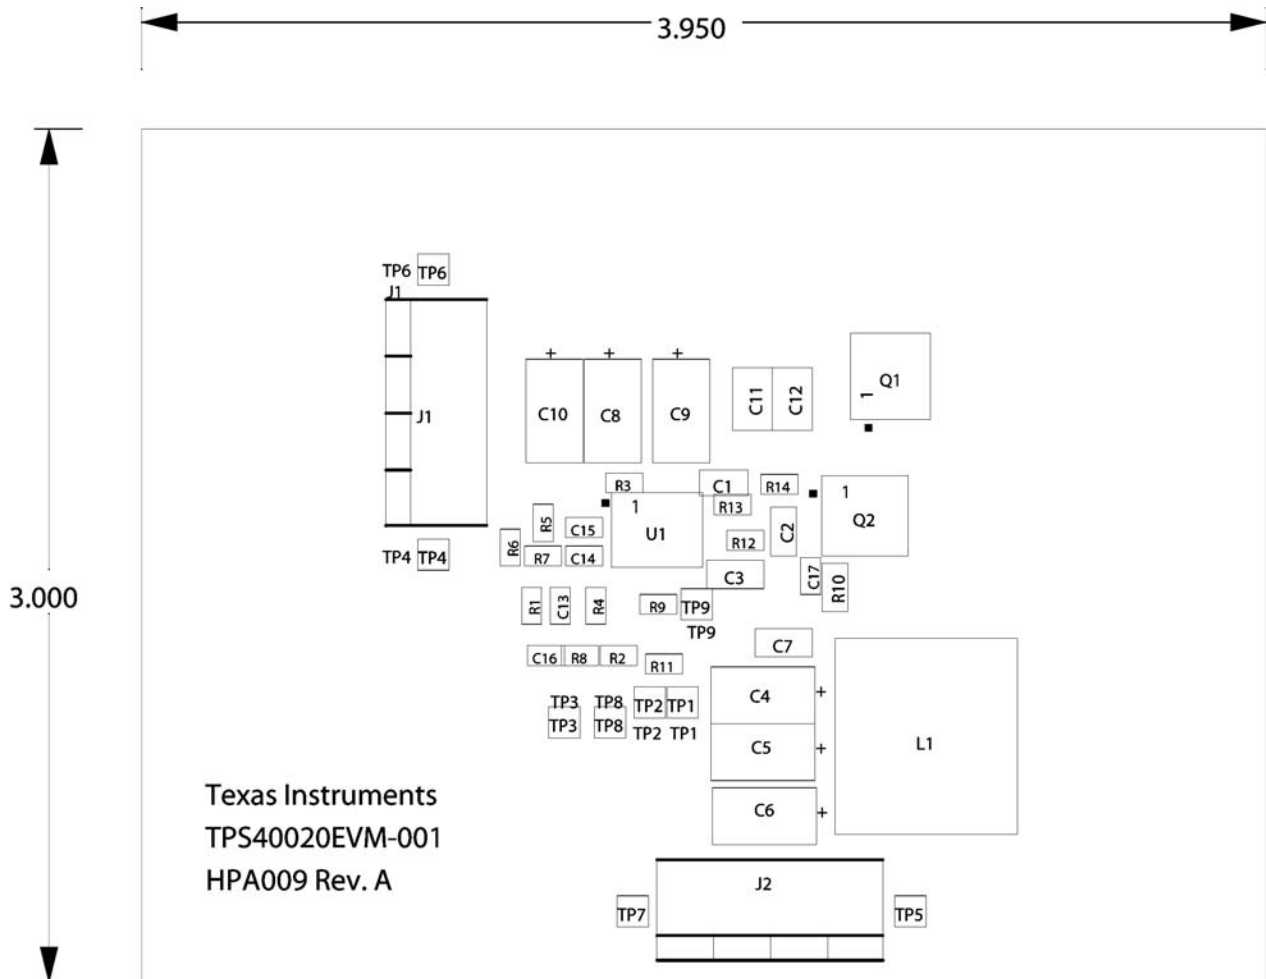 3.950
3.000
TP6 TP6
J1
J1
+ + +
C10 C8 C9
C11 C12
Q1
1
R3
C1
R14
R13
1
U1
1
Q2
R5
C15
C2
R12
R6
R7
C14
TP4 TP4
C3
C17
R10
R1
C13
R4
R9
TP9
TP9
C7
C16 R8 R2
R11
C4 +
TP3 TP8 TP2 TP1
TP3 TP8
TP2 TP1
C5 +
L1
C6 +
Texas Instruments
TPS40020EVM-001
HPA009 Rev. A
J2
TP7
TP5